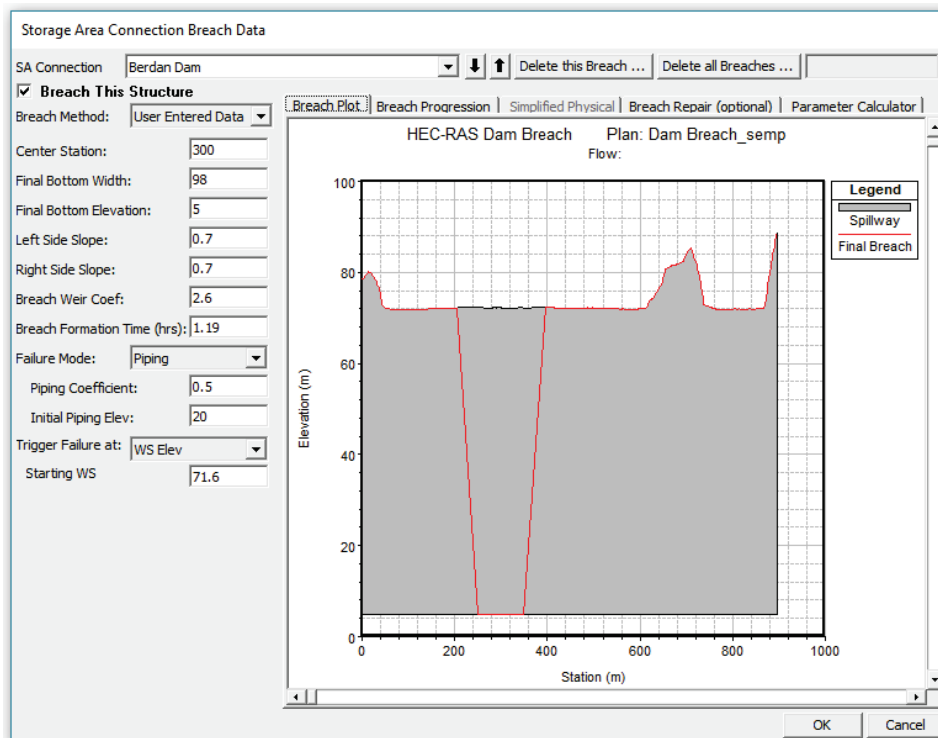 Storage Area Connection Breach Data
SA Connection Berdan Dam Delete this Breach ... Delete all Breaches ...
Breach This Structure
Breach Method: User Entered Data
Center Station: 300
Final Bottom Width: 98
Final Bottom Elevation: 5
Left Side Slope: 0.7
Right Side Slope: 0.7
Breach Weir Coef: 2.6
Breach Formation Time (hrs): 1.19
Failure Mode: Piping
Piping Coefficient: 0.5
Initial Piping Elev: 20
Trigger Failure at: WS Elev
Starting WS 71.6
Breach Plot Breach Progression Simplified Physical Breach Repair (optional) Parameter Calculator
HEC-RAS Dam Breach Plan: Dam Breach_semp
Flow:
Legend
Spillway
Final Breach
100
80
60
40
20
0
Elevation (m)
0 200 400 600 800 1000
Station (m)
OK Cancel